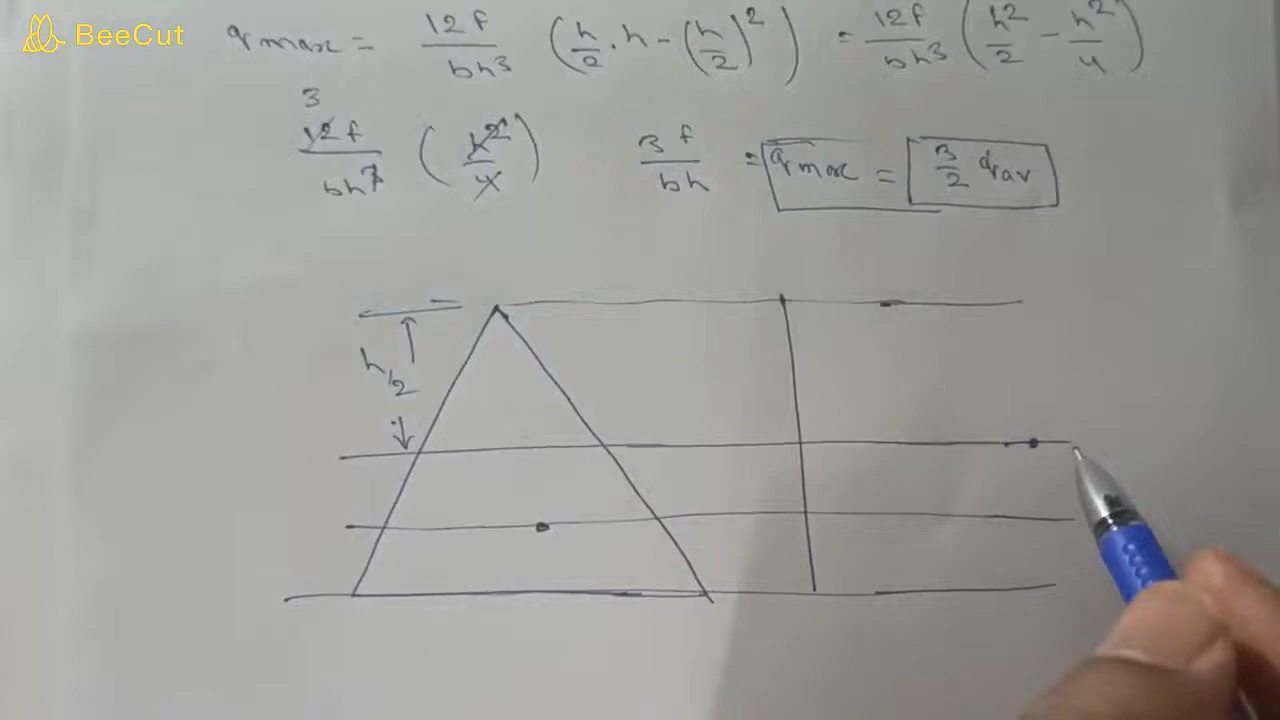 BeeCut
qmax = 12F/bh³ (h/2 . h - (h/2)²) = 12F/bh³ (h²/2 - h²/4)
3
12F/bh³ (h²/4) 3F/bh = qmax = 3/2 qav
h/2